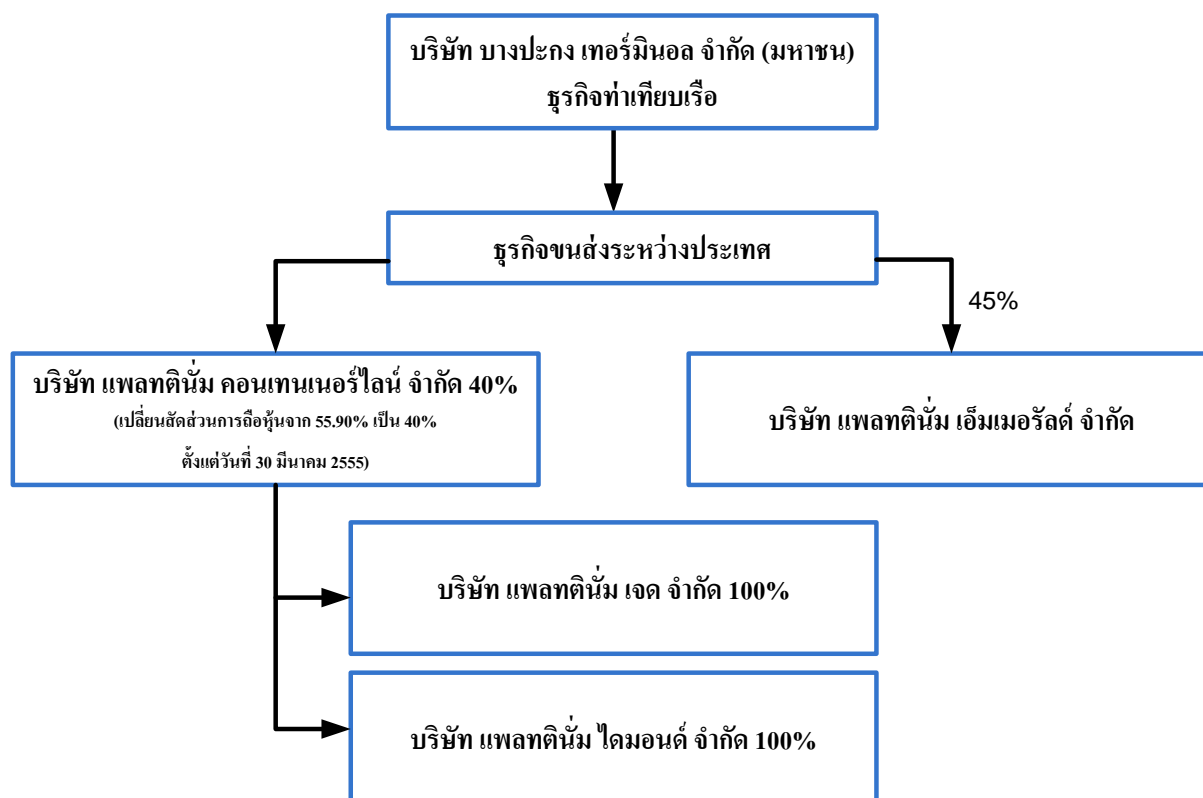 บริษัท บางปะกง เทอร์มินอล จำกัด (มหาชน)
ธุรกิจท่าเทียบเรือ
ธุรกิจขนส่งระหว่างประเทศ
45%
บริษัท แพลทตินั่ม คอนเทนเนอร์ไลน์ จำกัด 40%
(เปลี่ยนสัดส่วนการถือหุ้นจาก 55.90% เป็น 40%
ตั้งแต่วันที่ 30 มีนาคม 2555)
บริษัท แพลทตินั่ม เอ็มเมอรัลด์ จำกัด
บริษัท แพลทตินั่ม เจด จำกัด 100%
บริษัท แพลทตินั่ม ไดมอนด์ จำกัด 100%